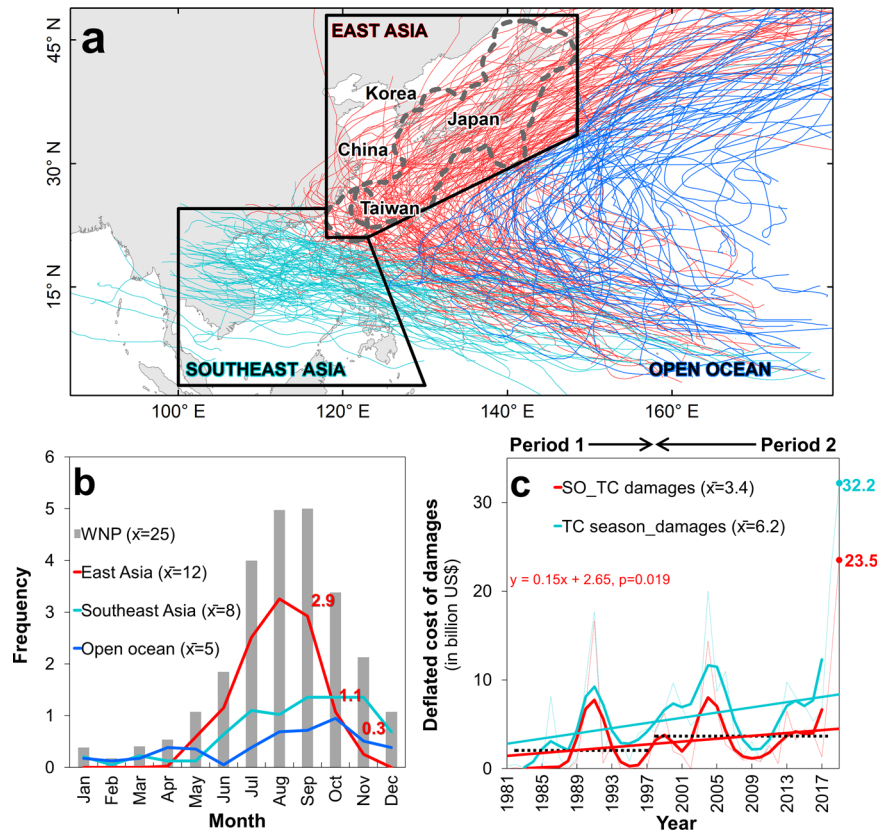 a
EAST ASIA
Korea
Japan
China
Taiwan
SOUTHEAST ASIA
OPEN OCEAN
45° N
30° N
15° N
100° E 120° E 140° E 160° E
b
WNP (x̄=25)
East Asia (x̄=12)
Southeast Asia (x̄=8)
Open ocean (x̄=5)
2.9
1.1
0.3
Frequency
6
5
4
3
2
1
0
Jan Feb Mar Apr May Jun Jul Aug Sep Oct Nov Dec
Month
Period 1 Period 2
c
SO_TC damages (x̄=3.4)
TC season_damages (x̄=6.2)
y = 0.15x + 2.65, p=0.019
32.2
23.5
Deflated cost of damages
(in billion US$)
30
20
10
0
1981 1985 1989 1993 1997 2001 2005 2009 2013 2017
Year